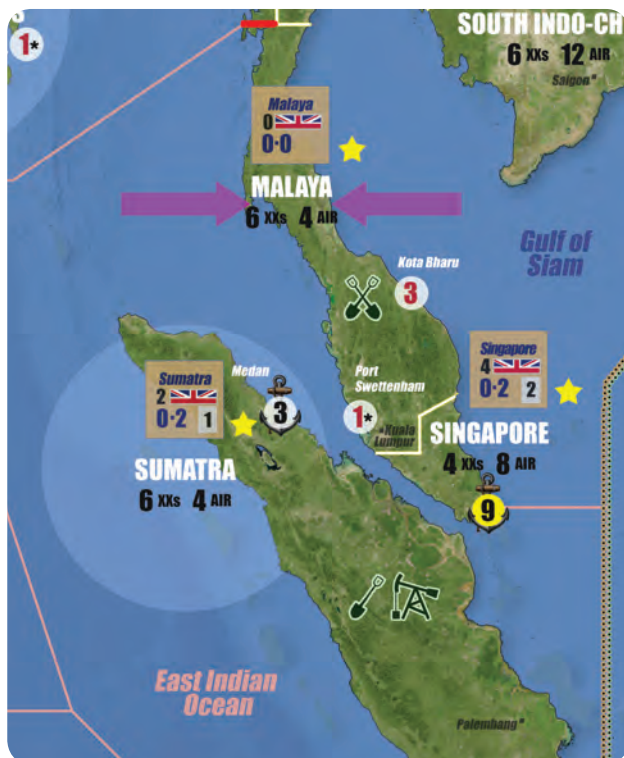 S
1*
SOUTH INDO-CH
6 XXs 12 AIR
Saigon
Malaya
0
0-0
MALAYA
6 XXs 4 AIR
Gulf of
Siam
Kota Bharu
3
Singapore
4
0-2 2
Port
Swettenham
1*
Kuala
Lumpur
SINGAPORE
4 XXs 8 AIR
9
Medan
3
Sumatra
2
0-2 1
SUMATRA
6 XXs 4 AIR
East Indian
Ocean
Palembang